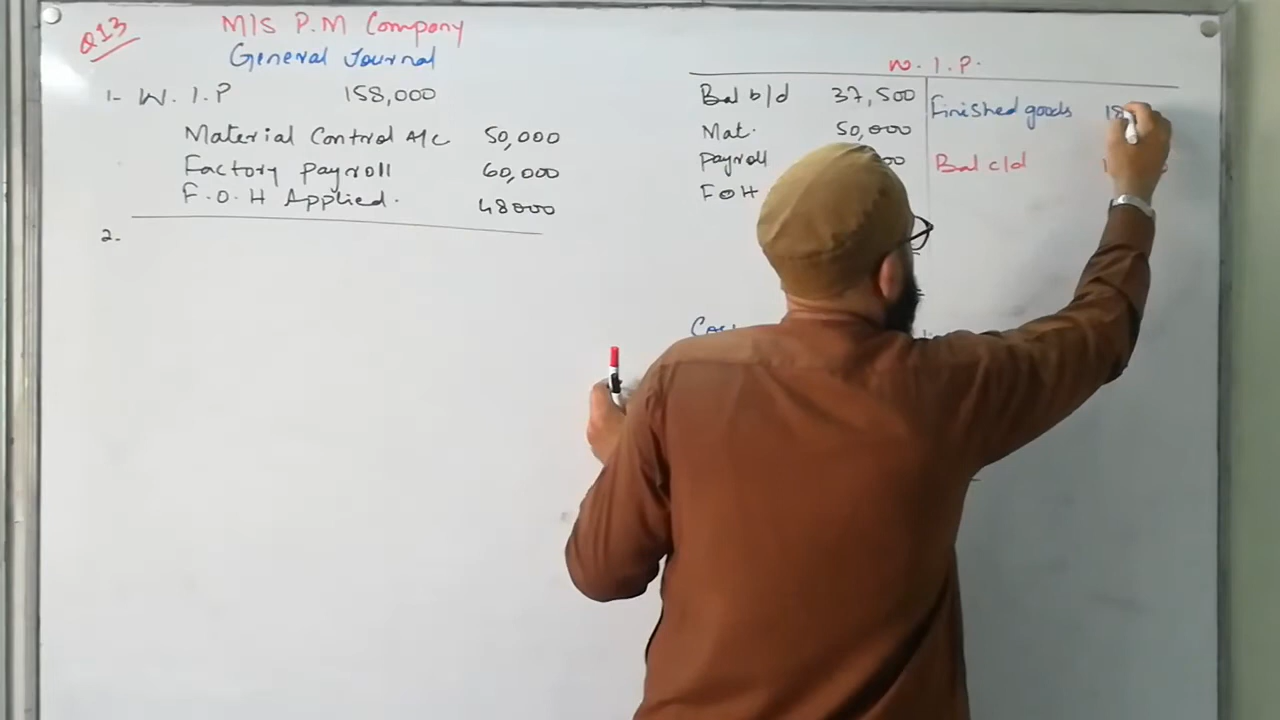 Q13
M/S P.M Company
General Journal
1- W.I.P 158,000
Material Control A/C 50,000
Factory payroll 60,000
F.O.H Applied. 48000
2.
W.I.P.
Bal b/d 37,500 Finished goods 18
Mat. 50,000
payroll 00 Bal c/d
FOH